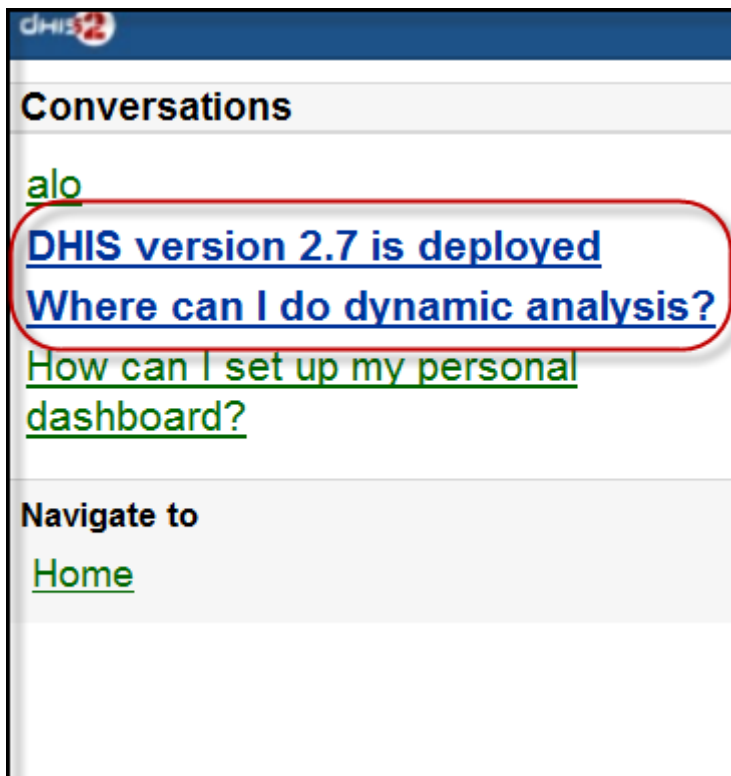 dHIS2
Conversations
alo
DHIS version 2.7 is deployed
Where can I do dynamic analysis?
How can I set up my personal
dashboard?
Navigate to
Home